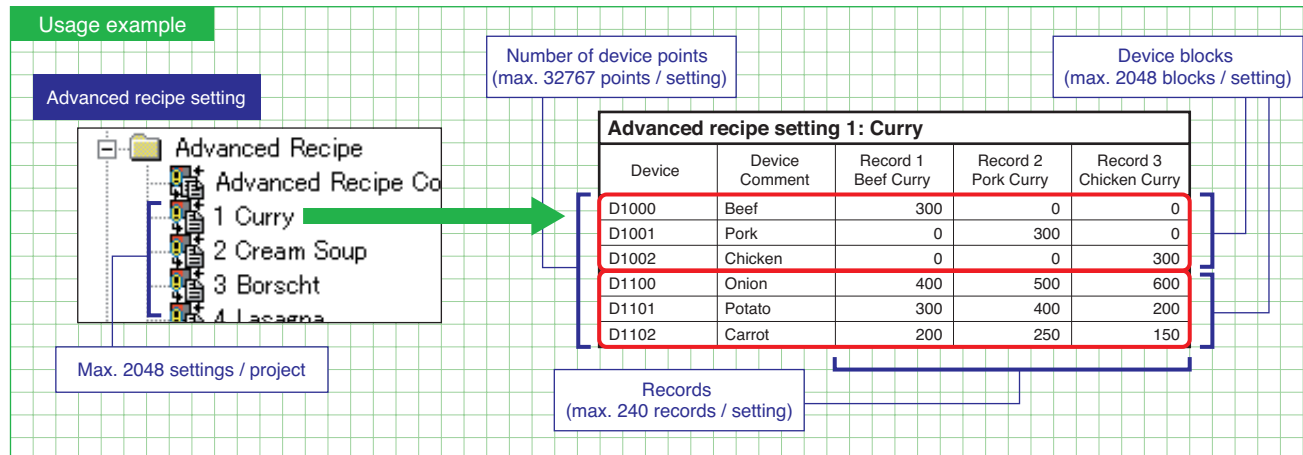 Usage example
Advanced recipe setting
Advanced Recipe
Advanced Recipe Co
1 Curry
2 Cream Soup
3 Borscht
4 Lasagna
Max. 2048 settings / project
Number of device points
(max. 32767 points / setting)
Device blocks
(max. 2048 blocks / setting)
Advanced recipe setting 1: Curry
Device Device Comment Record 1 Beef Curry Record 2 Pork Curry Record 3 Chicken Curry
D1000 Beef 300 0 0
D1001 Pork 0 300 0
D1002 Chicken 0 0 300
D1100 Onion 400 500 600
D1101 Potato 300 400 200
D1102 Carrot 200 250 150
Records
(max. 240 records / setting)